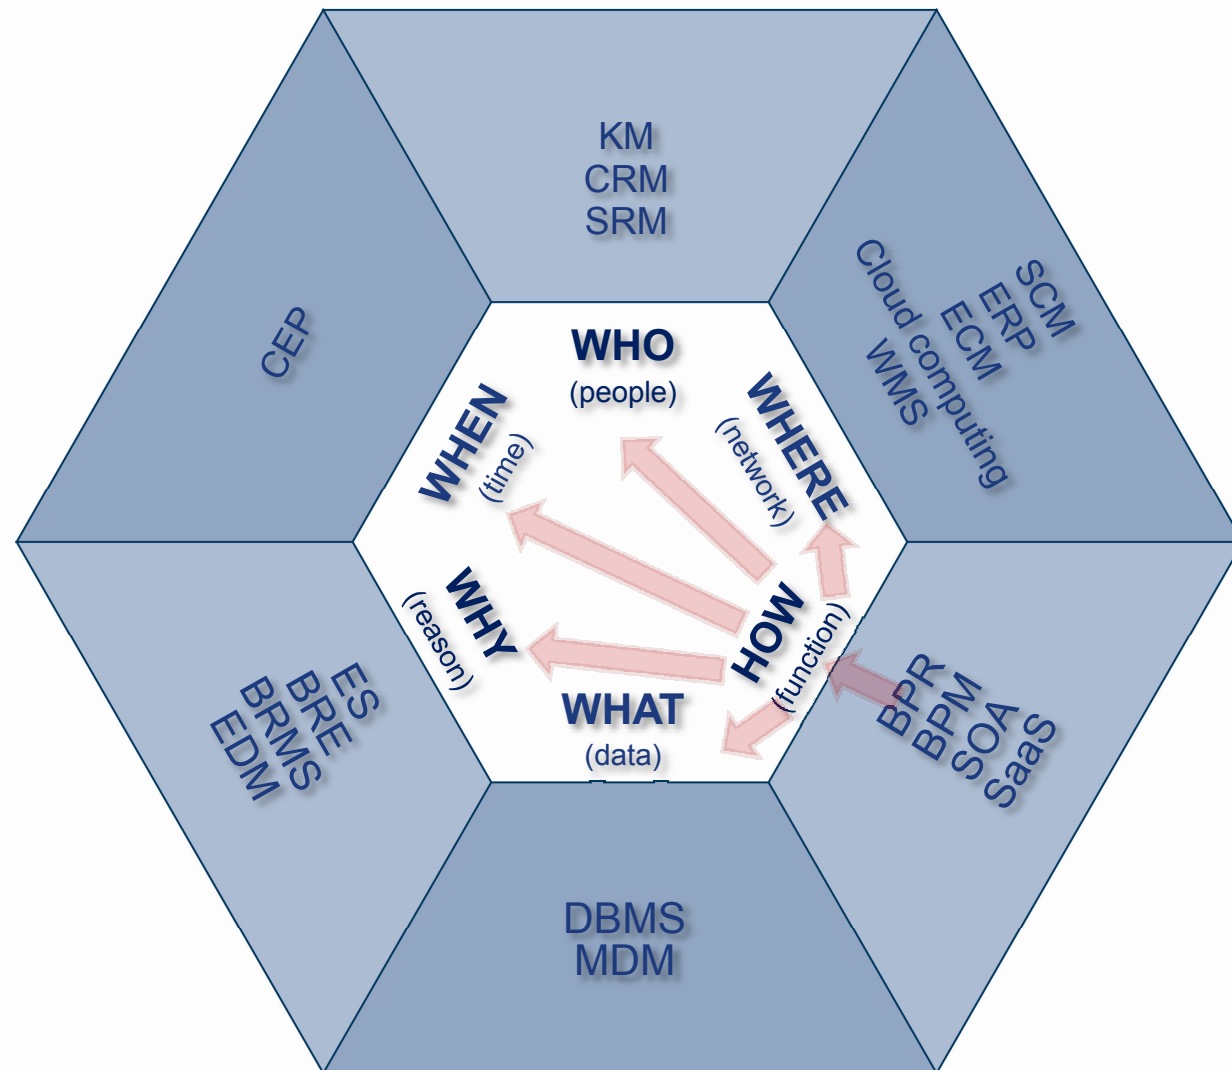 KM
CRM
SRM
SCM
ERP
ECM
Cloud computing
WMS
CEP
WHO
(people)
WHEN
(time)
WHERE
(network)
WHY
(reason)
HOW
(function)
WHAT
(data)
ES
BRE
BRMS
EDM
BPR
BPM
SOA
SaaS
DBMS
MDM